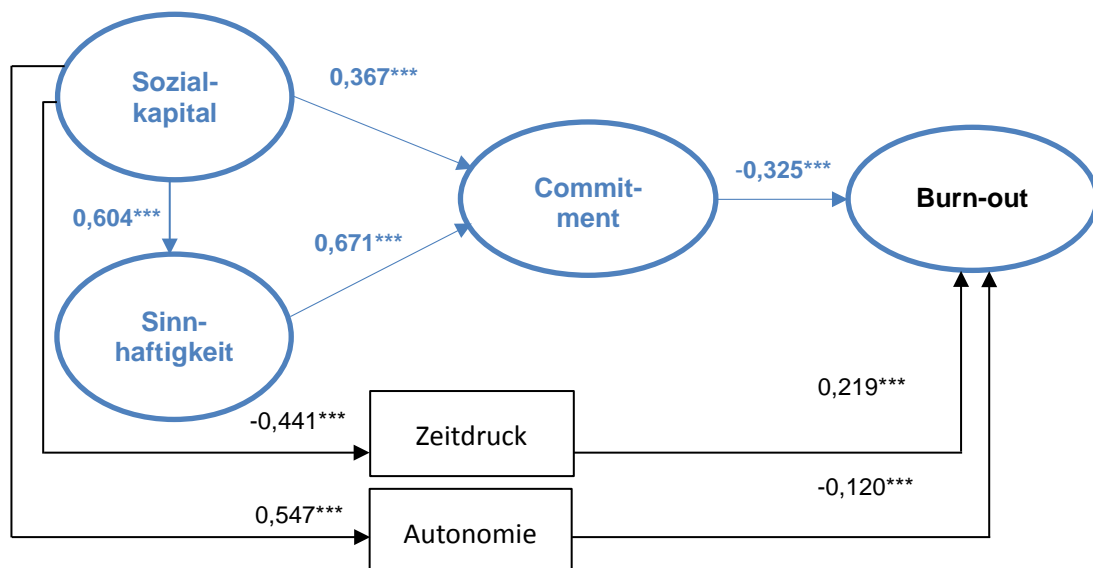 Sozial-
kapital
0,367***
Commit-
ment
-0,325***
Burn-out
0,604***
0,671***
Sinn-
haftigkeit
-0,441***
Zeitdruck
0,219***
0,547***
Autonomie
-0,120***